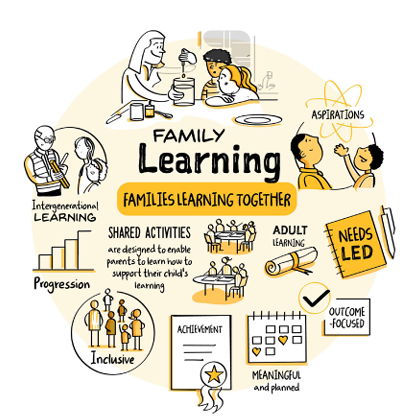 FAMILY
Learning
FAMILIES LEARNING TOGETHER
ASPIRATIONS
Intergenerational
LEARNING
SHARED ACTIVITIES
are designed to enable
parents to learn how to
support their child's
learning
ADULT
LEARNING
NEEDS
LED
Progression
OUTCOME
-FOCUSED
Inclusive
ACHIEVEMENT
MEANINGFUL
and planned